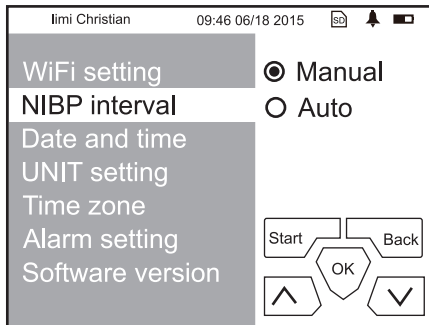 Iimi Christian 09:46 06/18 2015 SD
WiFi setting
NIBP interval
Date and time
UNIT setting
Time zone
Alarm setting
Software version
Manual
Auto
Start
Back
OK